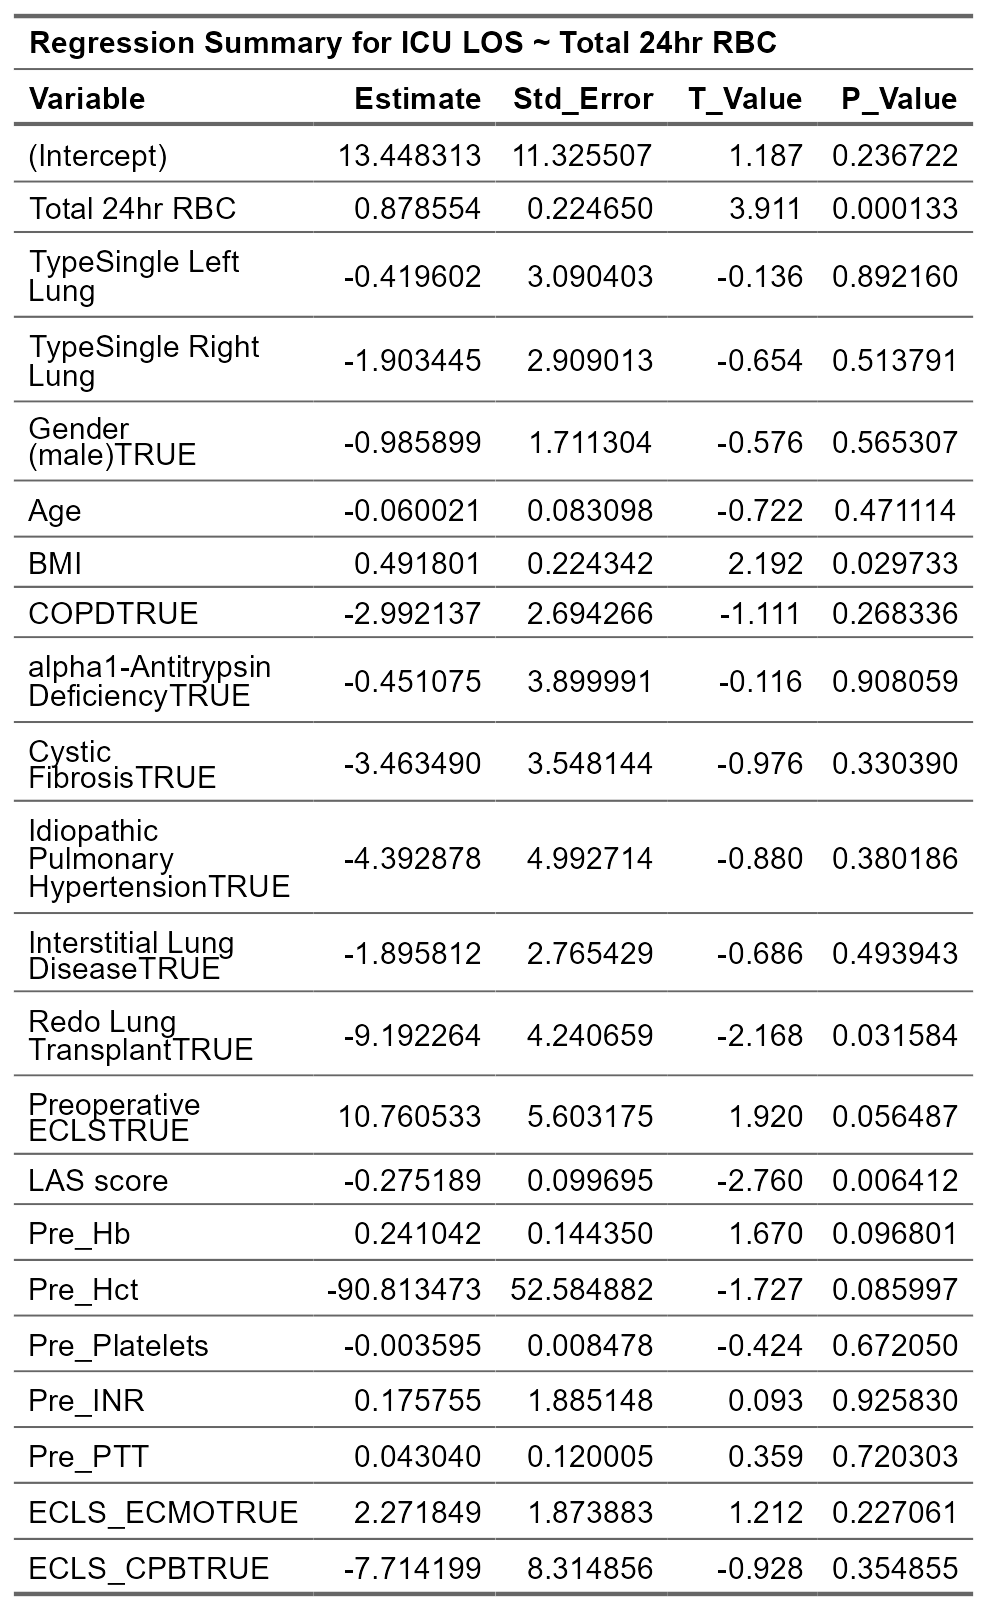 Regression Summary for ICU LOS ~ Total 24hr RBC
Variable Estimate Std_Error T_Value P_Value
(Intercept) 13.448313 11.325507 1.187 0.236722
Total 24hr RBC 0.878554 0.224650 3.911 0.000133
TypeSingle Left
Lung -0.419602 3.090403 -0.136 0.892160
TypeSingle Right
Lung -1.903445 2.909013 -0.654 0.513791
Gender
(male)TRUE -0.985899 1.711304 -0.576 0.565307
Age -0.060021 0.083098 -0.722 0.471114
BMI 0.491801 0.224342 2.192 0.029733
COPDTRUE -2.992137 2.694266 -1.111 0.268336
alpha1-Antitrypsin
DeficiencyTRUE -0.451075 3.899991 -0.116 0.908059
Cystic
FibrosisTRUE -3.463490 3.548144 -0.976 0.330390
Idiopathic
Pulmonary
HypertensionTRUE -4.392878 4.992714 -0.880 0.380186
Interstitial Lung
DiseaseTRUE -1.895812 2.765429 -0.686 0.493943
Redo Lung
TransplantTRUE -9.192264 4.240659 -2.168 0.031584
Preoperative
ECLSTRUE 10.760533 5.603175 1.920 0.056487
LAS score -0.275189 0.099695 -2.760 0.006412
Pre_Hb 0.241042 0.144350 1.670 0.096801
Pre_Hct -90.813473 52.584882 -1.727 0.085997
Pre_Platelets -0.003595 0.008478 -0.424 0.672050
Pre_INR 0.175755 1.885148 0.093 0.925830
Pre_PTT 0.043040 0.120005 0.359 0.720303
ECLS_ECMOTRUE 2.271849 1.873883 1.212 0.227061
ECLS_CPBTRUE -7.714199 8.314856 -0.928 0.354855